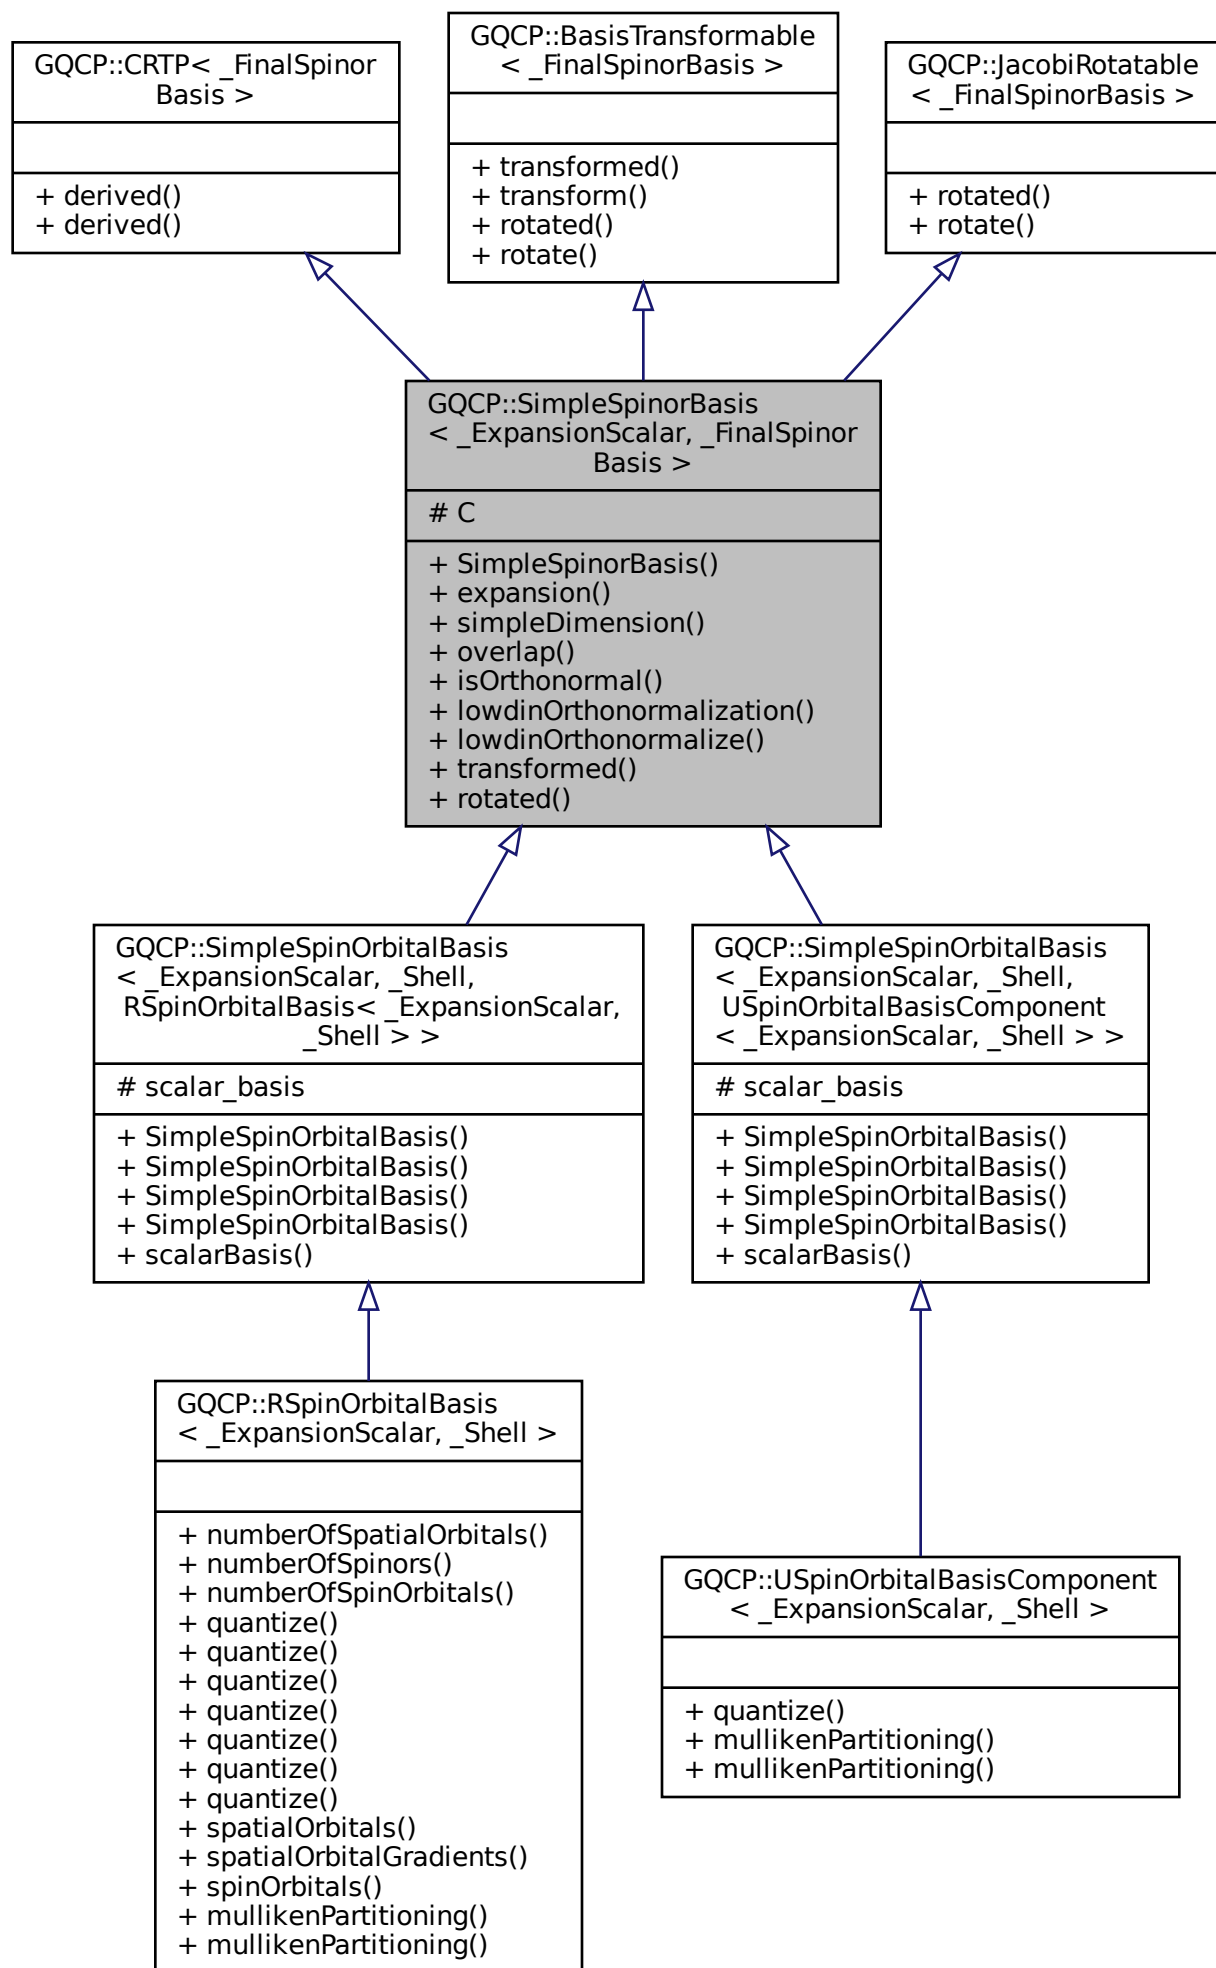 GQCP::CRTP< _FinalSpinor
Basis >
+ derived()
+ derived()
GQCP::BasisTransformable
< _FinalSpinorBasis >
+ transformed()
+ transform()
+ rotated()
+ rotate()
GQCP::JacobiRotatable
< _FinalSpinorBasis >
+ rotated()
+ rotate()
GQCP::SimpleSpinorBasis
< _ExpansionScalar, _FinalSpinor
Basis >
# C
+ SimpleSpinorBasis()
+ expansion()
+ simpleDimension()
+ overlap()
+ isOrthonormal()
+ lowdinOrthonormalization()
+ lowdinOrthonormalize()
+ transformed()
+ rotated()
GQCP::SimpleSpinOrbitalBasis
< _ExpansionScalar, _Shell,
RSpinOrbitalBasis< _ExpansionScalar,
_Shell > >
# scalar_basis
+ SimpleSpinOrbitalBasis()
+ SimpleSpinOrbitalBasis()
+ SimpleSpinOrbitalBasis()
+ SimpleSpinOrbitalBasis()
+ scalarBasis()
GQCP::SimpleSpinOrbitalBasis
< _ExpansionScalar, _Shell,
USpinOrbitalBasisComponent
< _ExpansionScalar, _Shell > >
# scalar_basis
+ SimpleSpinOrbitalBasis()
+ SimpleSpinOrbitalBasis()
+ SimpleSpinOrbitalBasis()
+ SimpleSpinOrbitalBasis()
+ scalarBasis()
GQCP::RSpinOrbitalBasis
< _ExpansionScalar, _Shell >
+ numberOfSpatialOrbitals()
+ numberOfSpinors()
+ numberOfSpinOrbitals()
+ quantize()
+ quantize()
+ quantize()
+ quantize()
+ quantize()
+ quantize()
+ quantize()
+ spatialOrbitals()
+ spatialOrbitalGradients()
+ spinOrbitals()
+ mullikenPartitioning()
+ mullikenPartitioning()
GQCP::USpinOrbitalBasisComponent
< _ExpansionScalar, _Shell >
+ quantize()
+ mullikenPartitioning()
+ mullikenPartitioning()